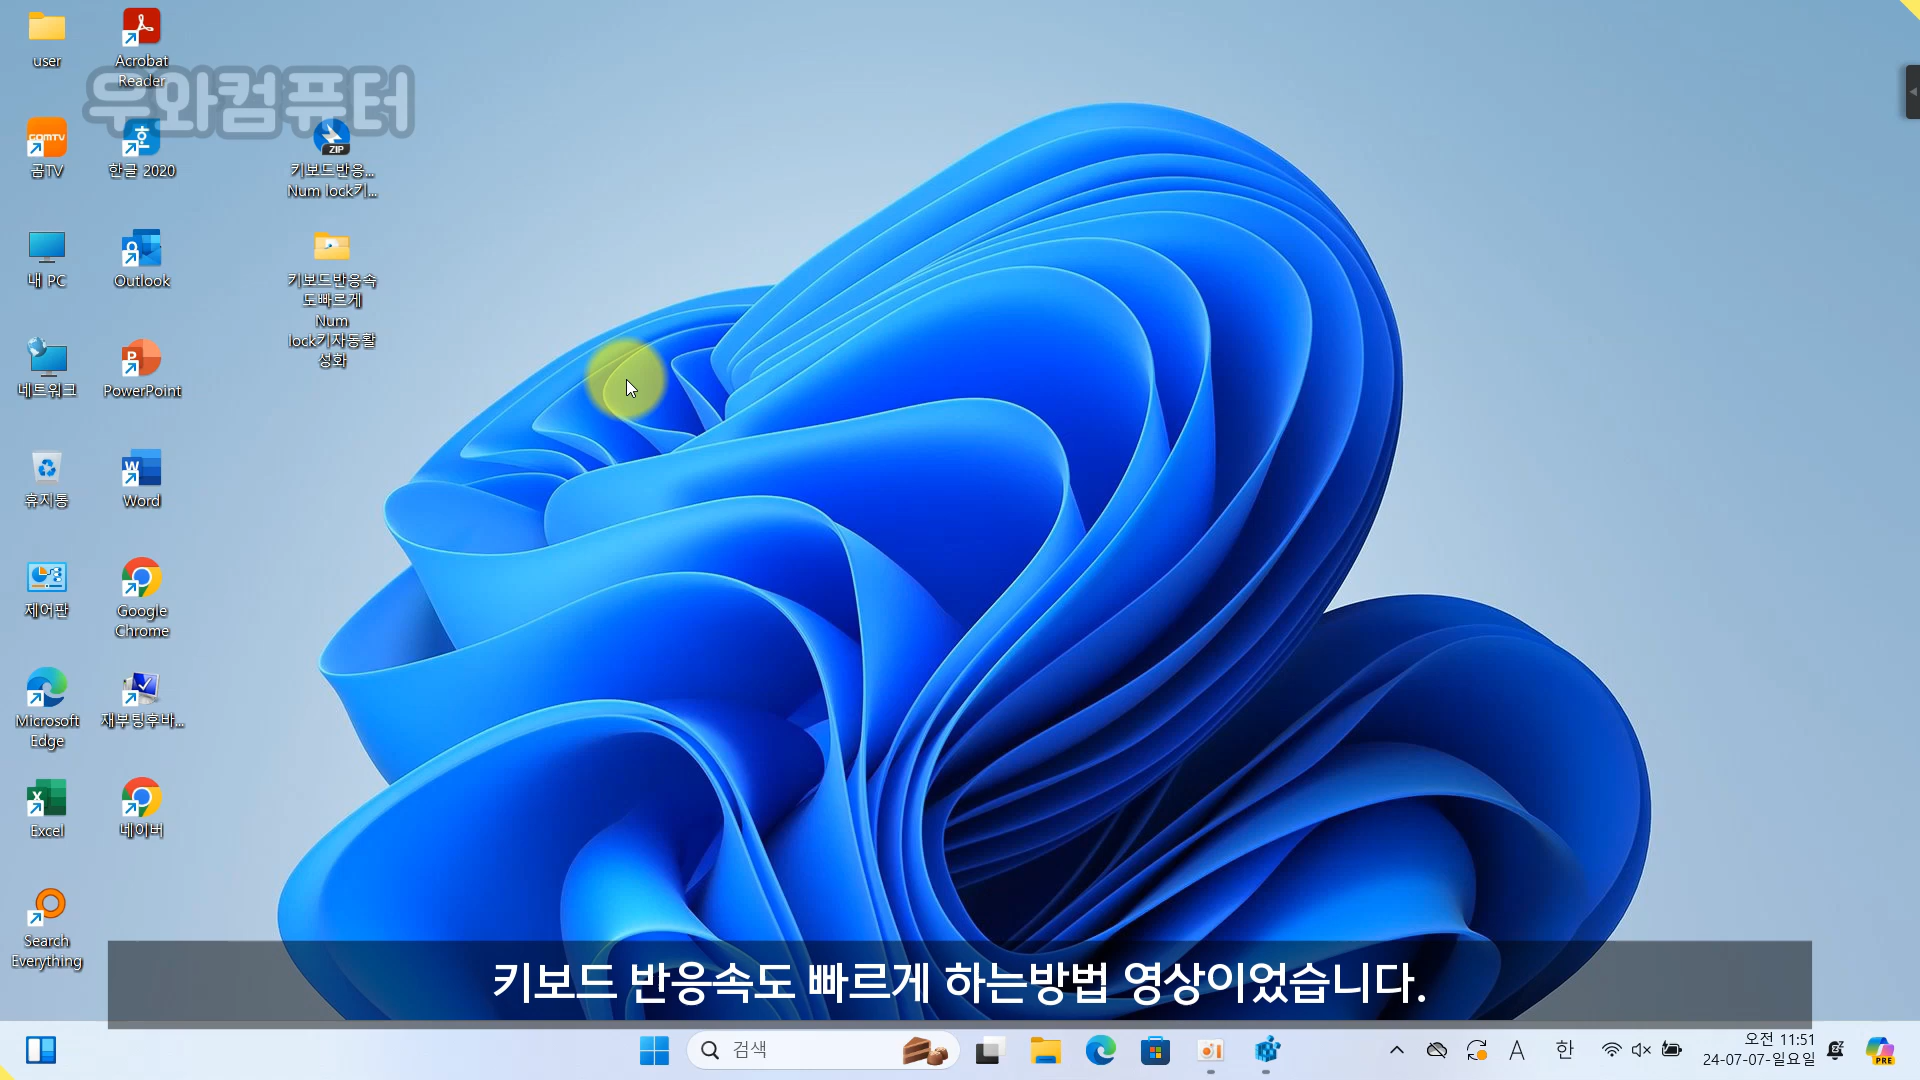 user
Acrobat
Reader
두와컴퓨터
GOMTV
곰TV
한글 2020
ZIP
키보드반응...
Num lock키...
내 PC
Outlook
키보드반응속
도빠르게
Num
lock키자동활
성화
네트워크
PowerPoint
휴지통
Word
제어판
Google
Chrome
Microsoft
Edge
재부팅후바...
Excel
네이버
Search
Everything
키보드 반응속도 빠르게 하는방법 영상이었습니다.
검색
A
한
오전 11:51
24-07-07-일요일
PRE